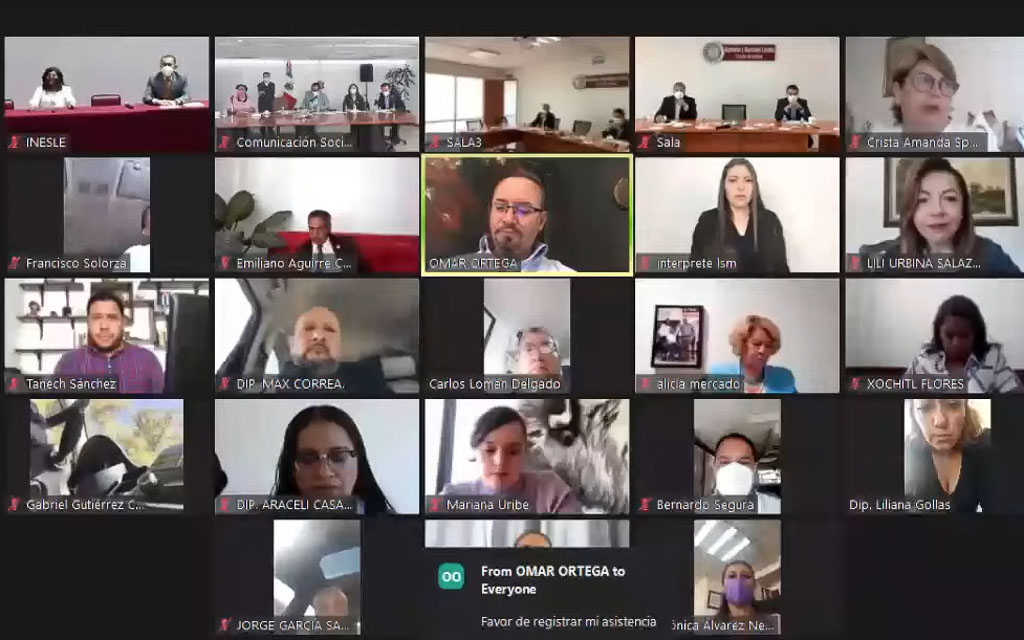 INESLE
Comunicación Soci...
SALA3
Sala
Crista Amanda Sp...
Francisco Solorza
Emiliano Aguirre C...
OMAR ORTEGA
Interprete lsm
LILI URBINA SALAZ...
Tanech Sánchez
DIP. MAX CORREA.
Carlos Loman Delgado
alicia mercado
XOCHITL FLORES
Gabriel Gutiérrez C...
DIP. ARACELI CASA...
Mariana Uribe
Bernardo Segura
Dip. Liliana Gollas
JORGE GARCÍA SA...
OO
From OMAR ORTEGA to
Everyone
Favor de registrar mi asistencia
ónica Álvarez Ne...